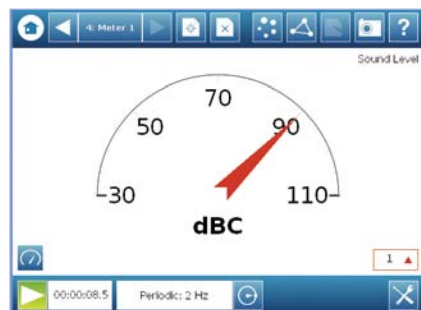 4: Meter 1
?
Sound Level
70
50
90
30
110
dBC
1
00:00:08.5
Periodic: 2 Hz